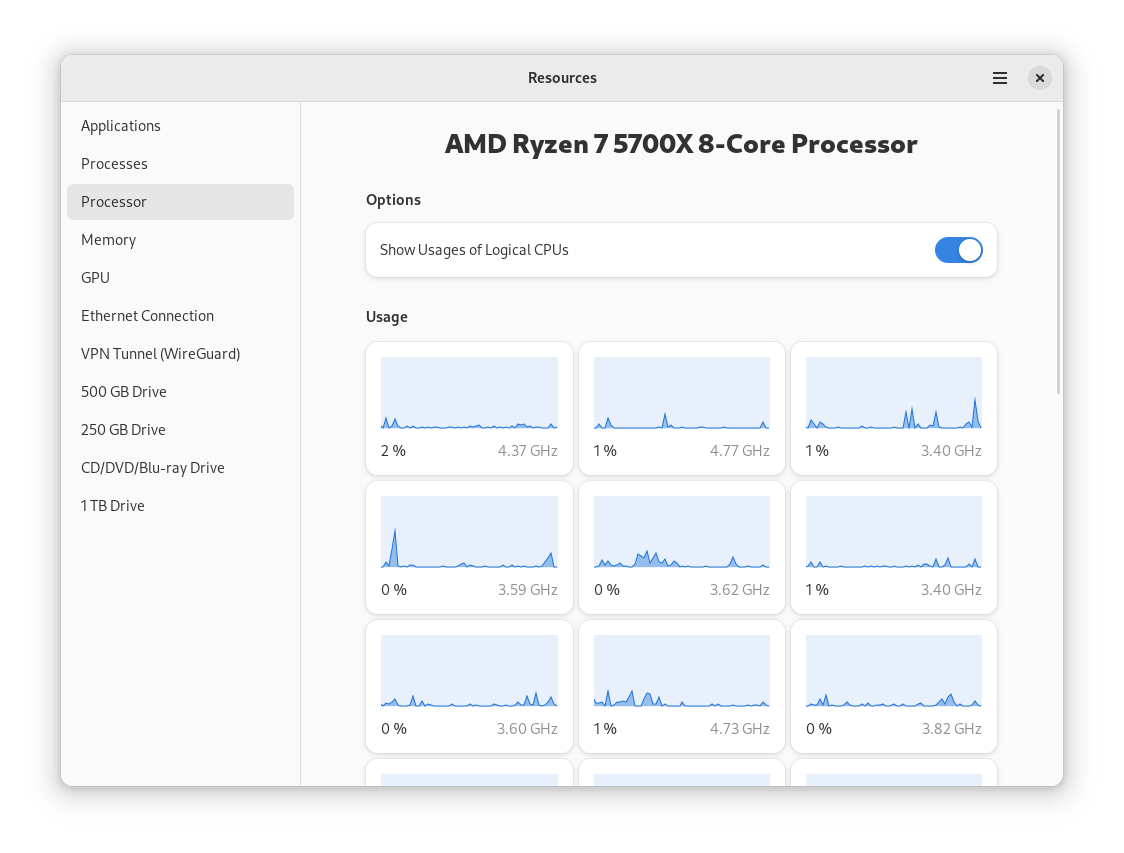 Resources
Applications
Processes
Processor
Memory
GPU
Ethernet Connection
VPN Tunnel (WireGuard)
500 GB Drive
250 GB Drive
CD/DVD/Blu-ray Drive
1 TB Drive
AMD Ryzen 7 5700X 8-Core Processor
Options
Show Usages of Logical CPUs
Usage
2 % 4.37 GHz
1 % 4.77 GHz
1 % 3.40 GHz
0 % 3.59 GHz
0 % 3.62 GHz
1 % 3.40 GHz
0 % 3.60 GHz
1 % 4.73 GHz
0 % 3.82 GHz